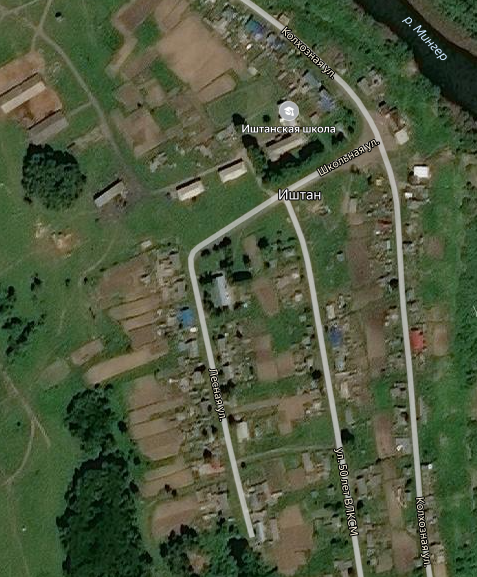 р. Мингер
Колхозная ул.
Иштанская школа
Школьная ул.
Иштан
Лесная ул.
ул. 50 лет ВЛКСМ
Колхозная ул.